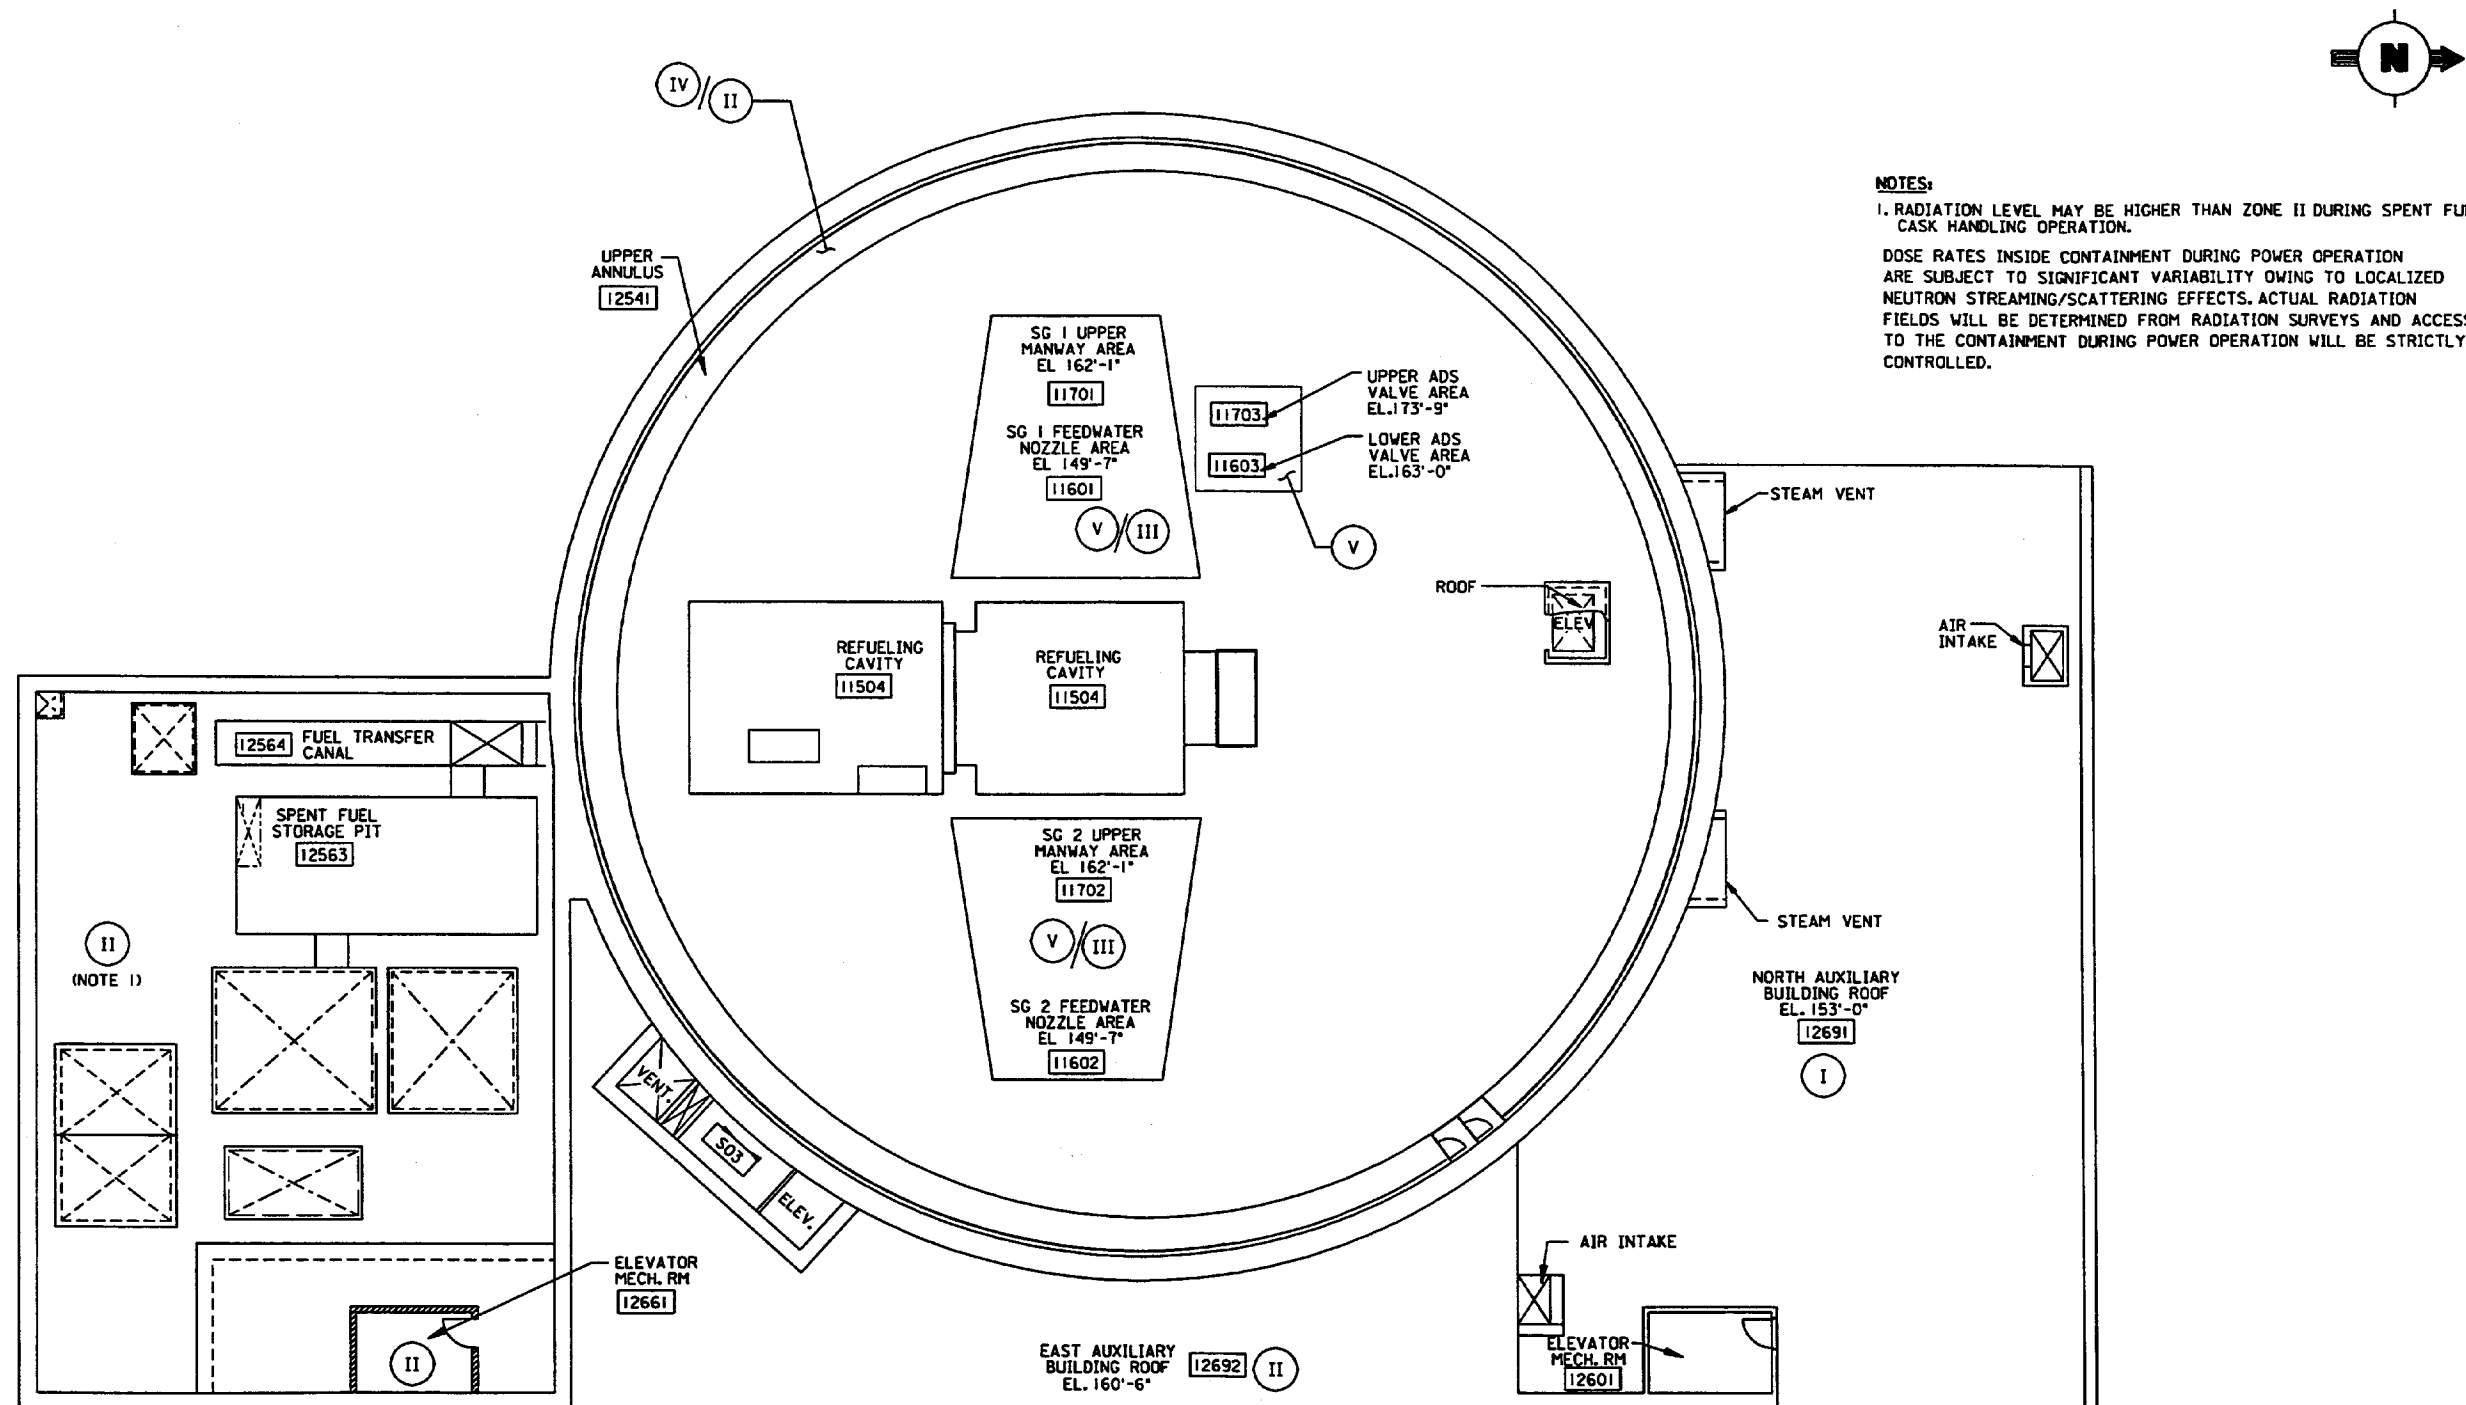 N
IV/II
NOTES:
1. RADIATION LEVEL MAY BE HIGHER THAN ZONE II DURING SPENT
CASK HANDLING OPERATION.
DOSE RATES INSIDE CONTAINMENT DURING POWER OPERATION
ARE SUBJECT TO SIGNIFICANT VARIABILITY OWING TO LOCALIZED
NEUTRON STREAMING/SCATTERING EFFECTS. ACTUAL RADIATION
FIELDS WILL BE DETERMINED FROM RADIATION SURVEYS AND ACCESS
TO THE CONTAINMENT DURING POWER OPERATION WILL BE STRICTLY
CONTROLLED.
UPPER
ANNULUS
12541
SG 1 UPPER
MANWAY AREA
EL 162'-1"
11701
SG 1 FEEDWATER
NOZZLE AREA
EL 149'-7"
11601
V/III
11703
UPPER ADS
VALVE AREA
EL.173'-9"
11603
LOWER ADS
VALVE AREA
EL.163'-0"
V
STEAM VENT
ROOF
ELEV
AIR
INTAKE
REFUELING
CAVITY
11504
REFUELING
CAVITY
11504
12564 FUEL TRANSFER
CANAL
SPENT FUEL
STORAGE PIT
12563
II
(NOTE 1)
SG 2 UPPER
MANWAY AREA
EL 162'-1"
11702
V/III
SG 2 FEEDWATER
NOZZLE AREA
EL 149'-7"
11602
STEAM VENT
NORTH AUXILIARY
BUILDING ROOF
EL. 153'-0"
12691
I
VENT.
S03
ELEV.
ELEVATOR
MECH. RM
12661
II
AIR INTAKE
EAST AUXILIARY
BUILDING ROOF
EL. 160'-6"
12692
II
ELEVATOR
MECH. RM
12601